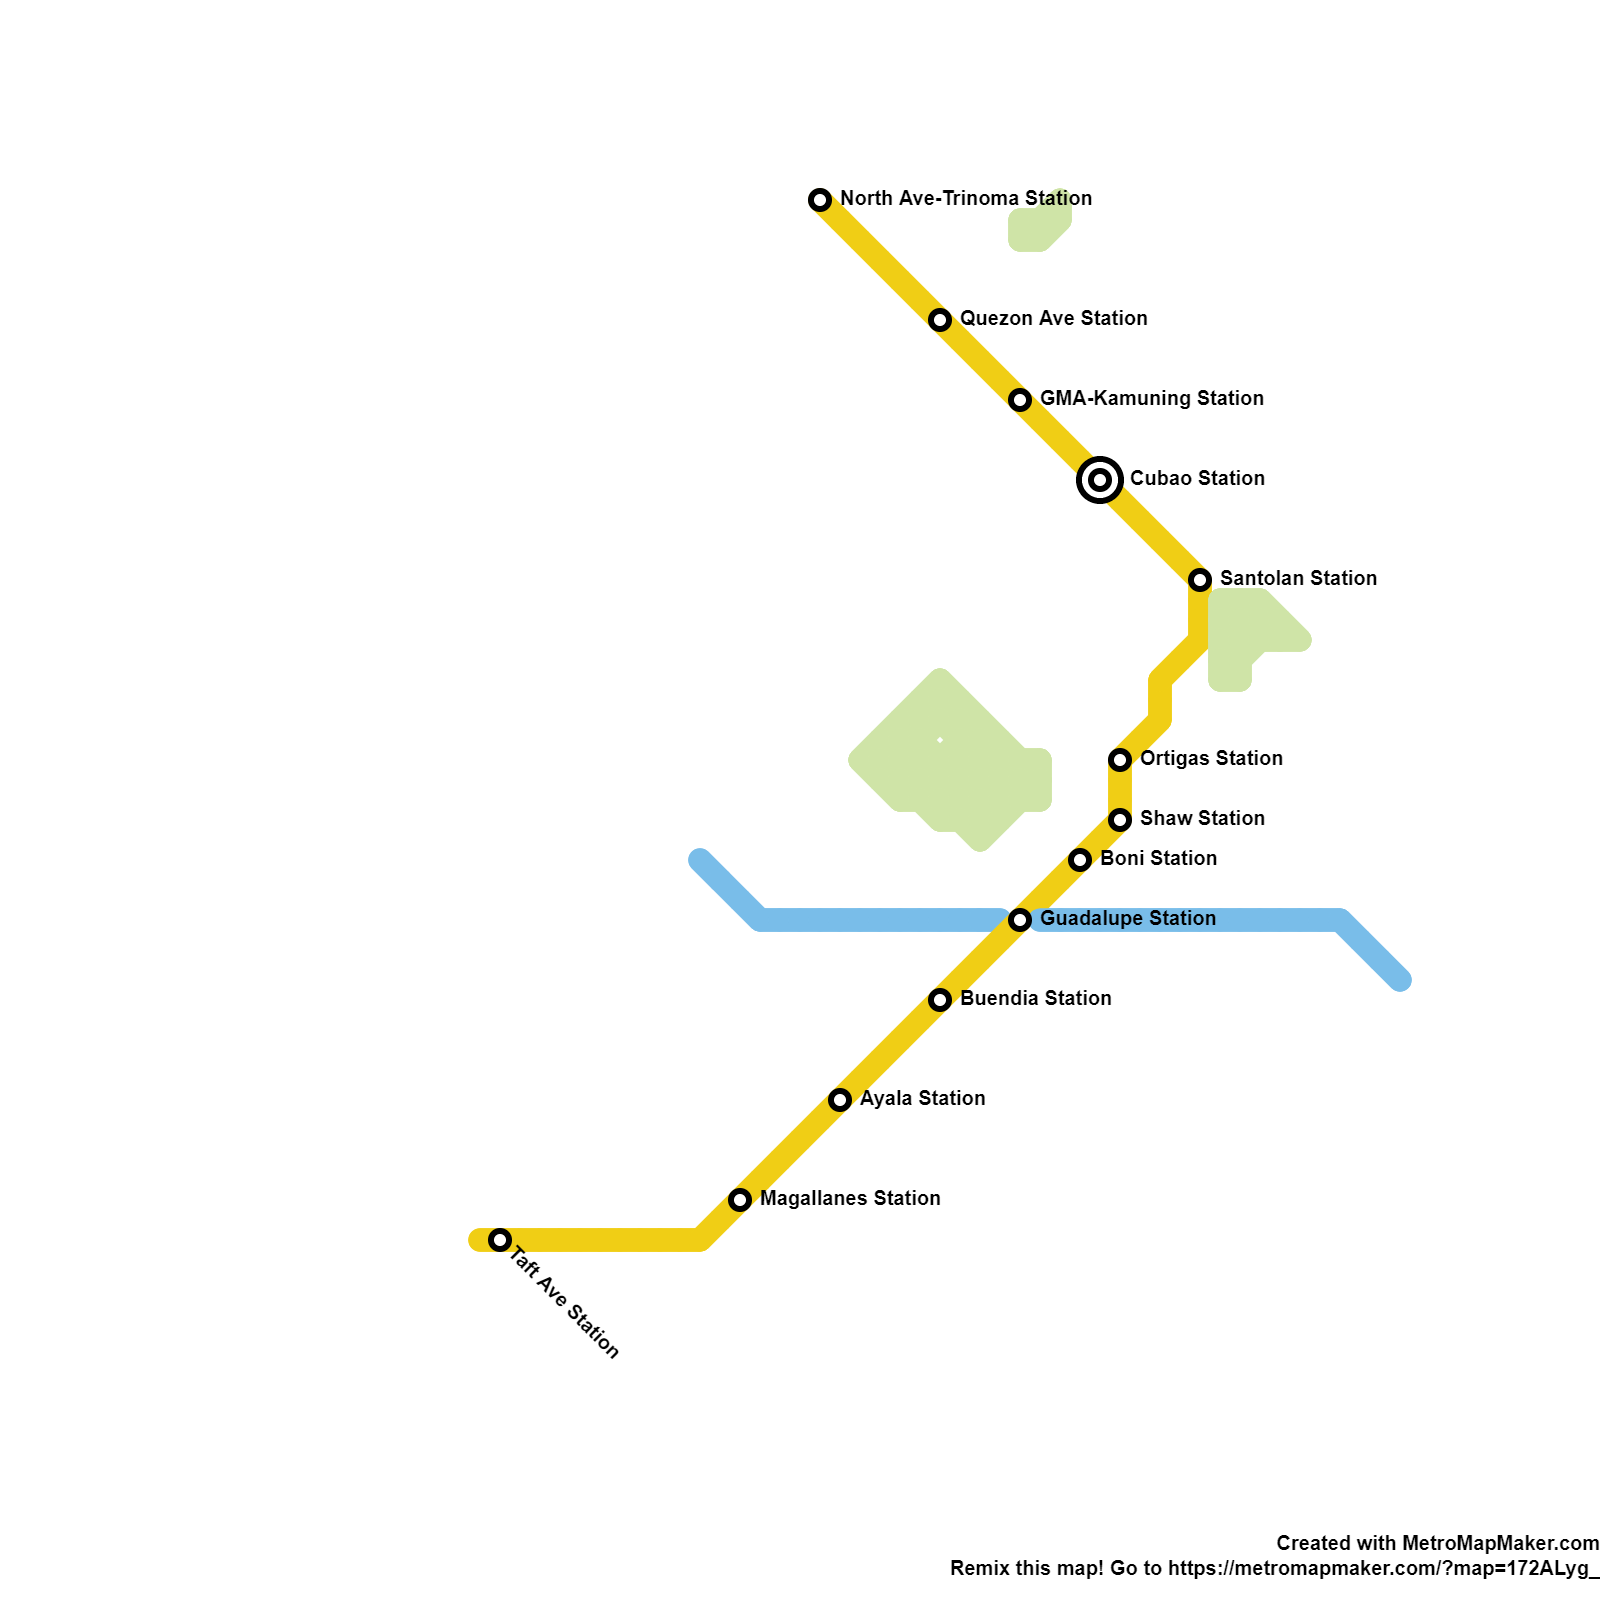 North Ave-Trinoma Station
Quezon Ave Station
GMA-Kamuning Station
Cubao Station
Santolan Station
Ortigas Station
Shaw Station
Boni Station
Guadalupe Station
Buendia Station
Ayala Station
Magallanes Station
Taft Ave Station
Created with MetroMapMaker.com
Remix this map! Go to https://metromapmaker.com/?map=172ALyg_